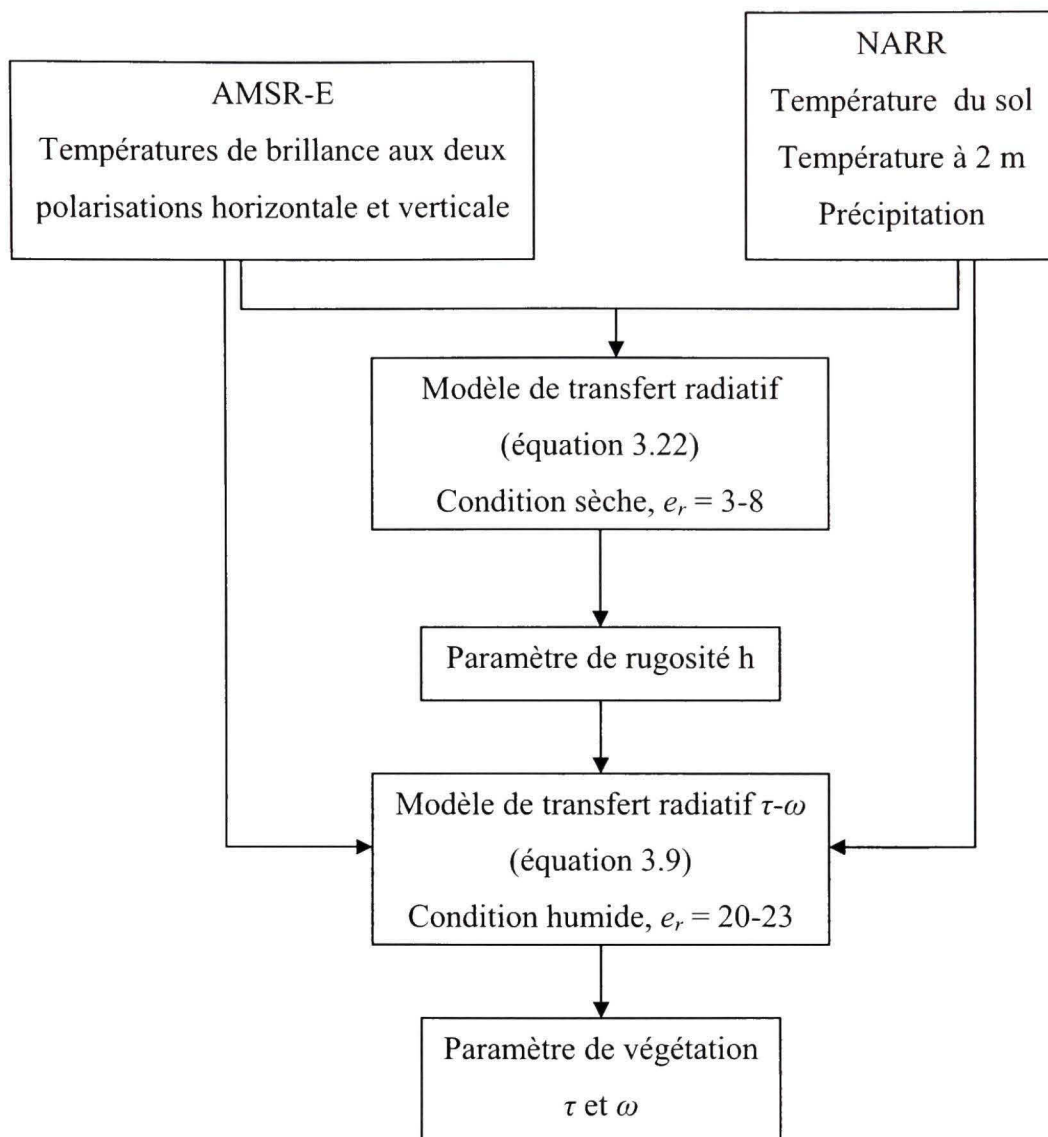 AMSR-E
Températures de brillance aux deux
polarisations horizontale et verticale
NARR
Température du sol
Température à 2 m
Précipitation
Modèle de transfert radiatif
(équation 3.22)
Condition sèche, e_r = 3-8
Paramètre de rugosité h
Modèle de transfert radiatif τ-ω
(équation 3.9)
Condition humide, e_r = 20-23
Paramètre de végétation
τ et ω